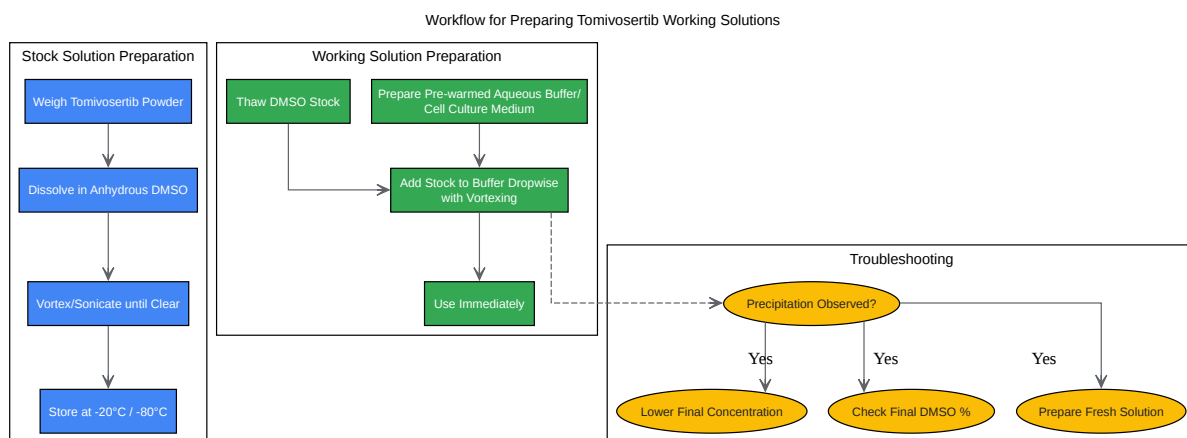 Workflow for Preparing Tomivosertib Working Solutions
Stock Solution Preparation
Weigh Tomivosertib Powder
Dissolve in Anhydrous DMSO
Vortex/Sonicate until Clear
Store at -20°C / -80°C
Working Solution Preparation
Thaw DMSO Stock
Prepare Pre-warmed Aqueous Buffer/
Cell Culture Medium
Add Stock to Buffer Dropwise
with Vortexing
Use Immediately
Troubleshooting
Precipitation Observed?
Yes
Yes
Yes
Lower Final Concentration
Check Final DMSO %
Prepare Fresh Solution